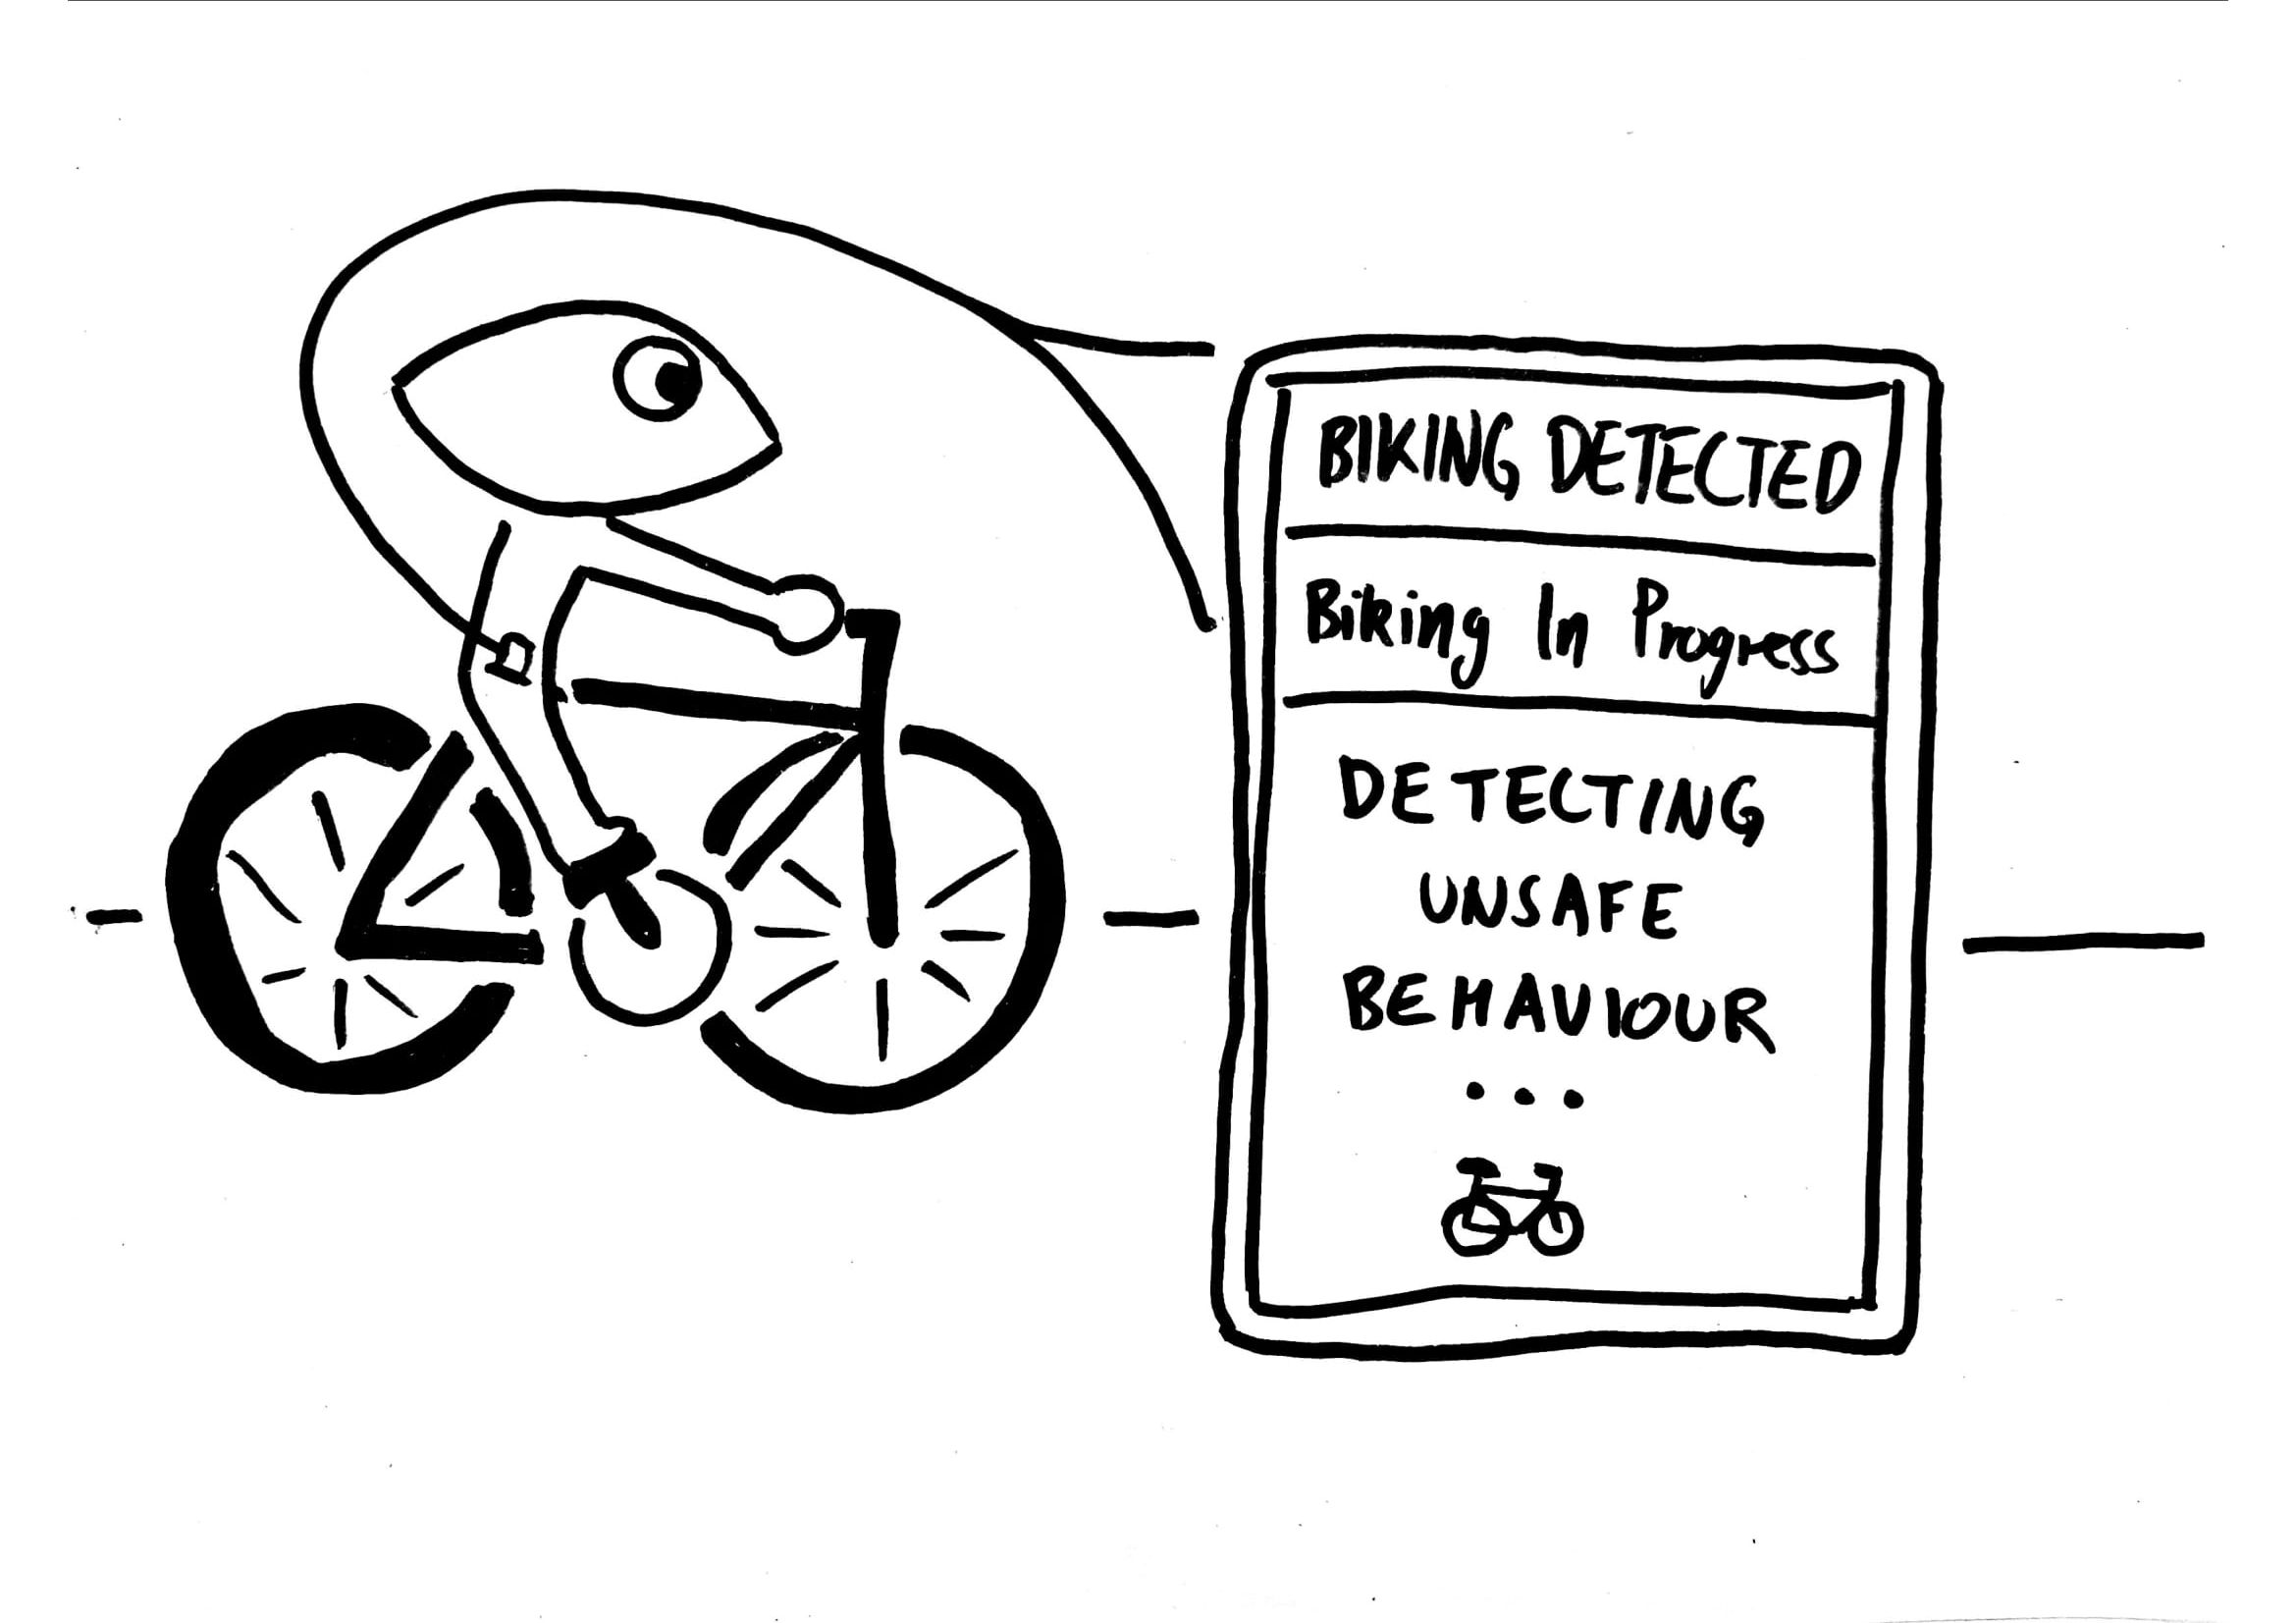 BIKING DETECTED
Biking In Progress
DETECTING
UNSAFE
BEHAVIOUR
...